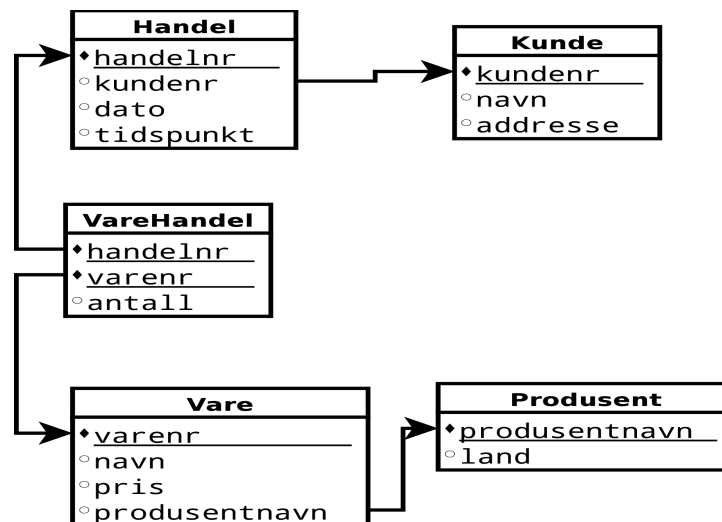 Handel
handelnr
kundenr
dato
tidspunkt
Kunde
kundenr
navn
addresse
VareHandel
handelnr
varenr
antall
Vare
varenr
navn
pris
produsentnavn
Produsent
produsentnavn
land